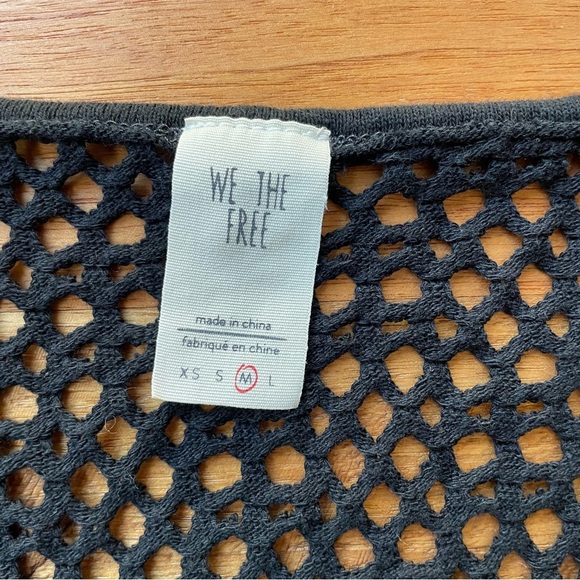 WE THE
FREE
made in china
fabriqué en chine
XS S M L